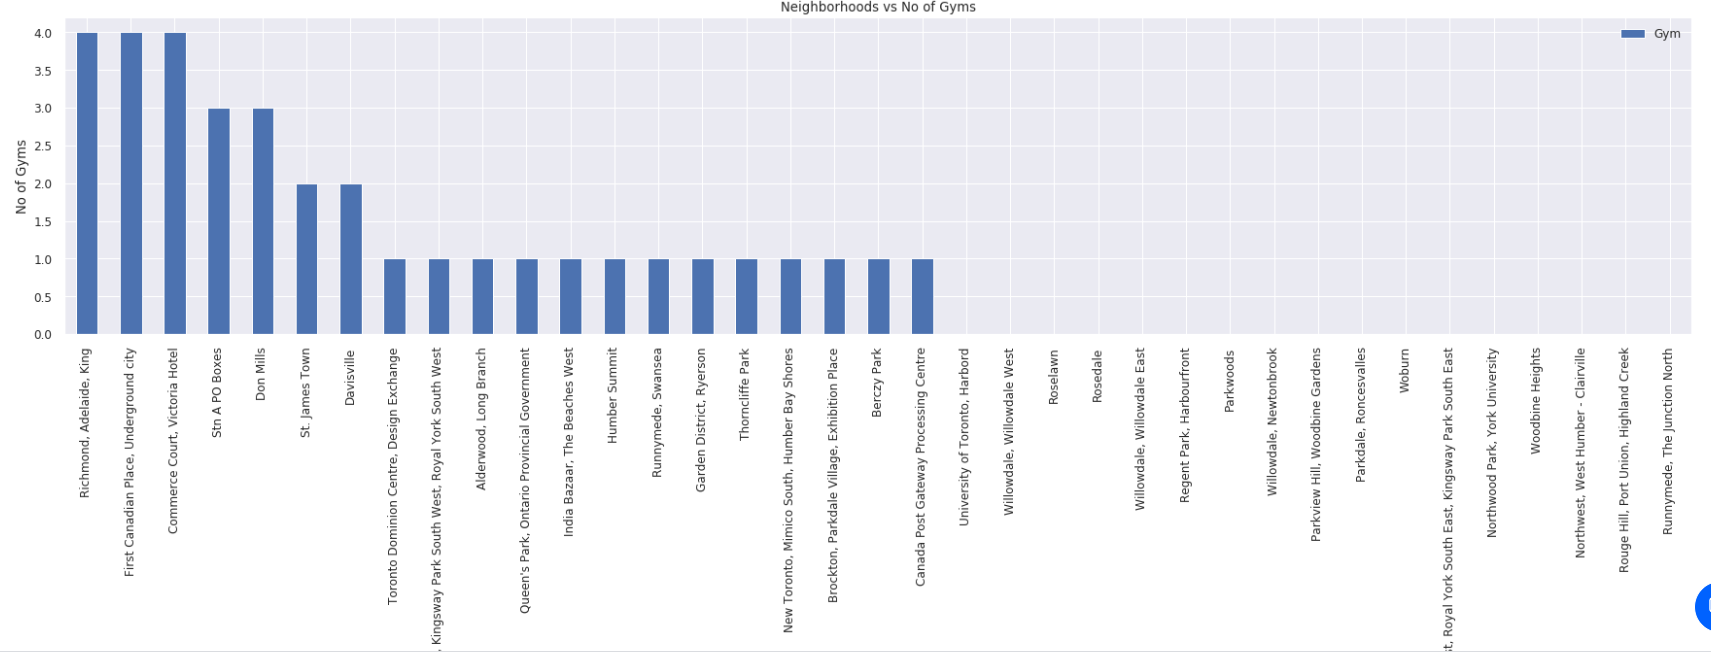 Neighborhoods vs No of Gyms
Gym
No of Gyms
4.0
3.5
3.0
2.5
2.0
1.5
1.0
0.5
0.0
Richmond, Adelaide, King
First Canadian Place, Underground city
Commerce Court, Victoria Hotel
Stn A PO Boxes
Don Mills
St. James Town
Davisville
Toronto Dominion Centre, Design Exchange
, Kingsway Park South West, Royal York South West
Alderwood, Long Branch
Queen's Park, Ontario Provincial Government
India Bazaar, The Beaches West
Humber Summit
Runnymede, Swansea
Garden District, Ryerson
Thorncliffe Park
New Toronto, Mimico South, Humber Bay Shores
Brockton, Parkdale Village, Exhibition Place
Berczy Park
Canada Post Gateway Processing Centre
University of Toronto, Harbord
Willowdale, Willowdale West
Roselawn
Rosedale
Willowdale, Willowdale East
Regent Park, Harbourfront
Parkwoods
Willowdale, Newtonbrook
Parkview Hill, Woodbine Gardens
Parkdale, Roncesvalles
Woburn
st, Royal York South East, Kingsway Park South East
Northwood Park, York University
Woodbine Heights
Northwest, West Humber - Clairville
Rouge Hill, Port Union, Highland Creek
Runnymede, The Junction North